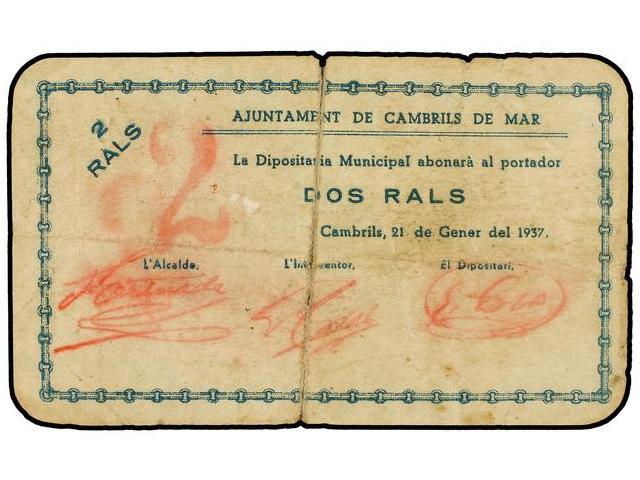 AJUNTAMENT DE CAMBRILS DE MAR
2
RALS
2
La Dipositaria Municipal abonarà al portador
DOS RALS
Cambrils, 21 de Gener del 1937.
L'Alcalde, L'Interventor, El Dipositari,